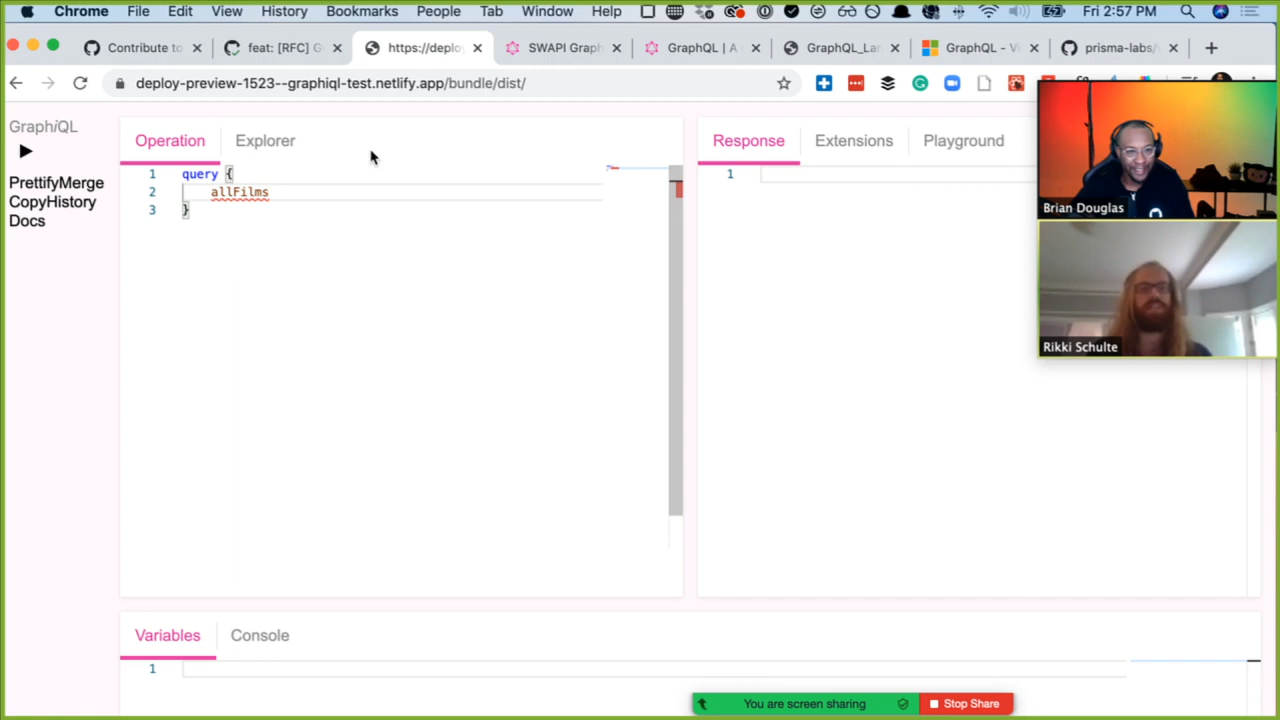 Chrome File Edit View History Bookmarks People Tab Window Help Fri 2:57 PM
Contribute to
feat: [RFC] G
https://deplo
SWAPI Graph
GraphQL | A
GraphQL_La
GraphQL - Vi
prisma-labs/
deploy-preview-1523--graphiql-test.netlify.app/bundle/dist/
GraphiQL
PrettifyMerge
CopyHistory
Docs
Operation Explorer
1 query {
2 allFilms
3 }
Response Extensions Playground
1
Brian Douglas
Rikki Schulte
Variables Console
1
You are screen sharing Stop Share